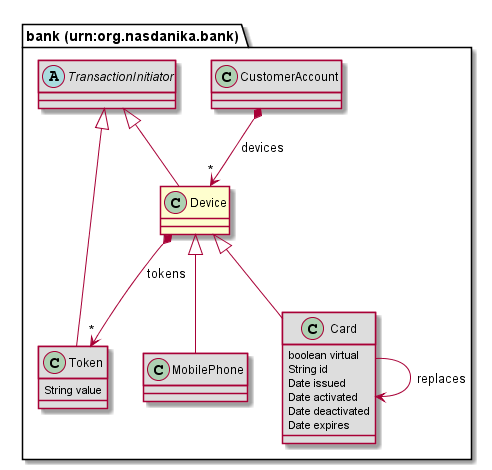 bank (urn:org.nasdanika.bank)
A TransactionInitiator
C CustomerAccount
devices
*
C Device
tokens
*
C Token
String value
C MobilePhone
C Card
boolean virtual
String id
Date issued
Date activated
Date deactivated
Date expires
replaces